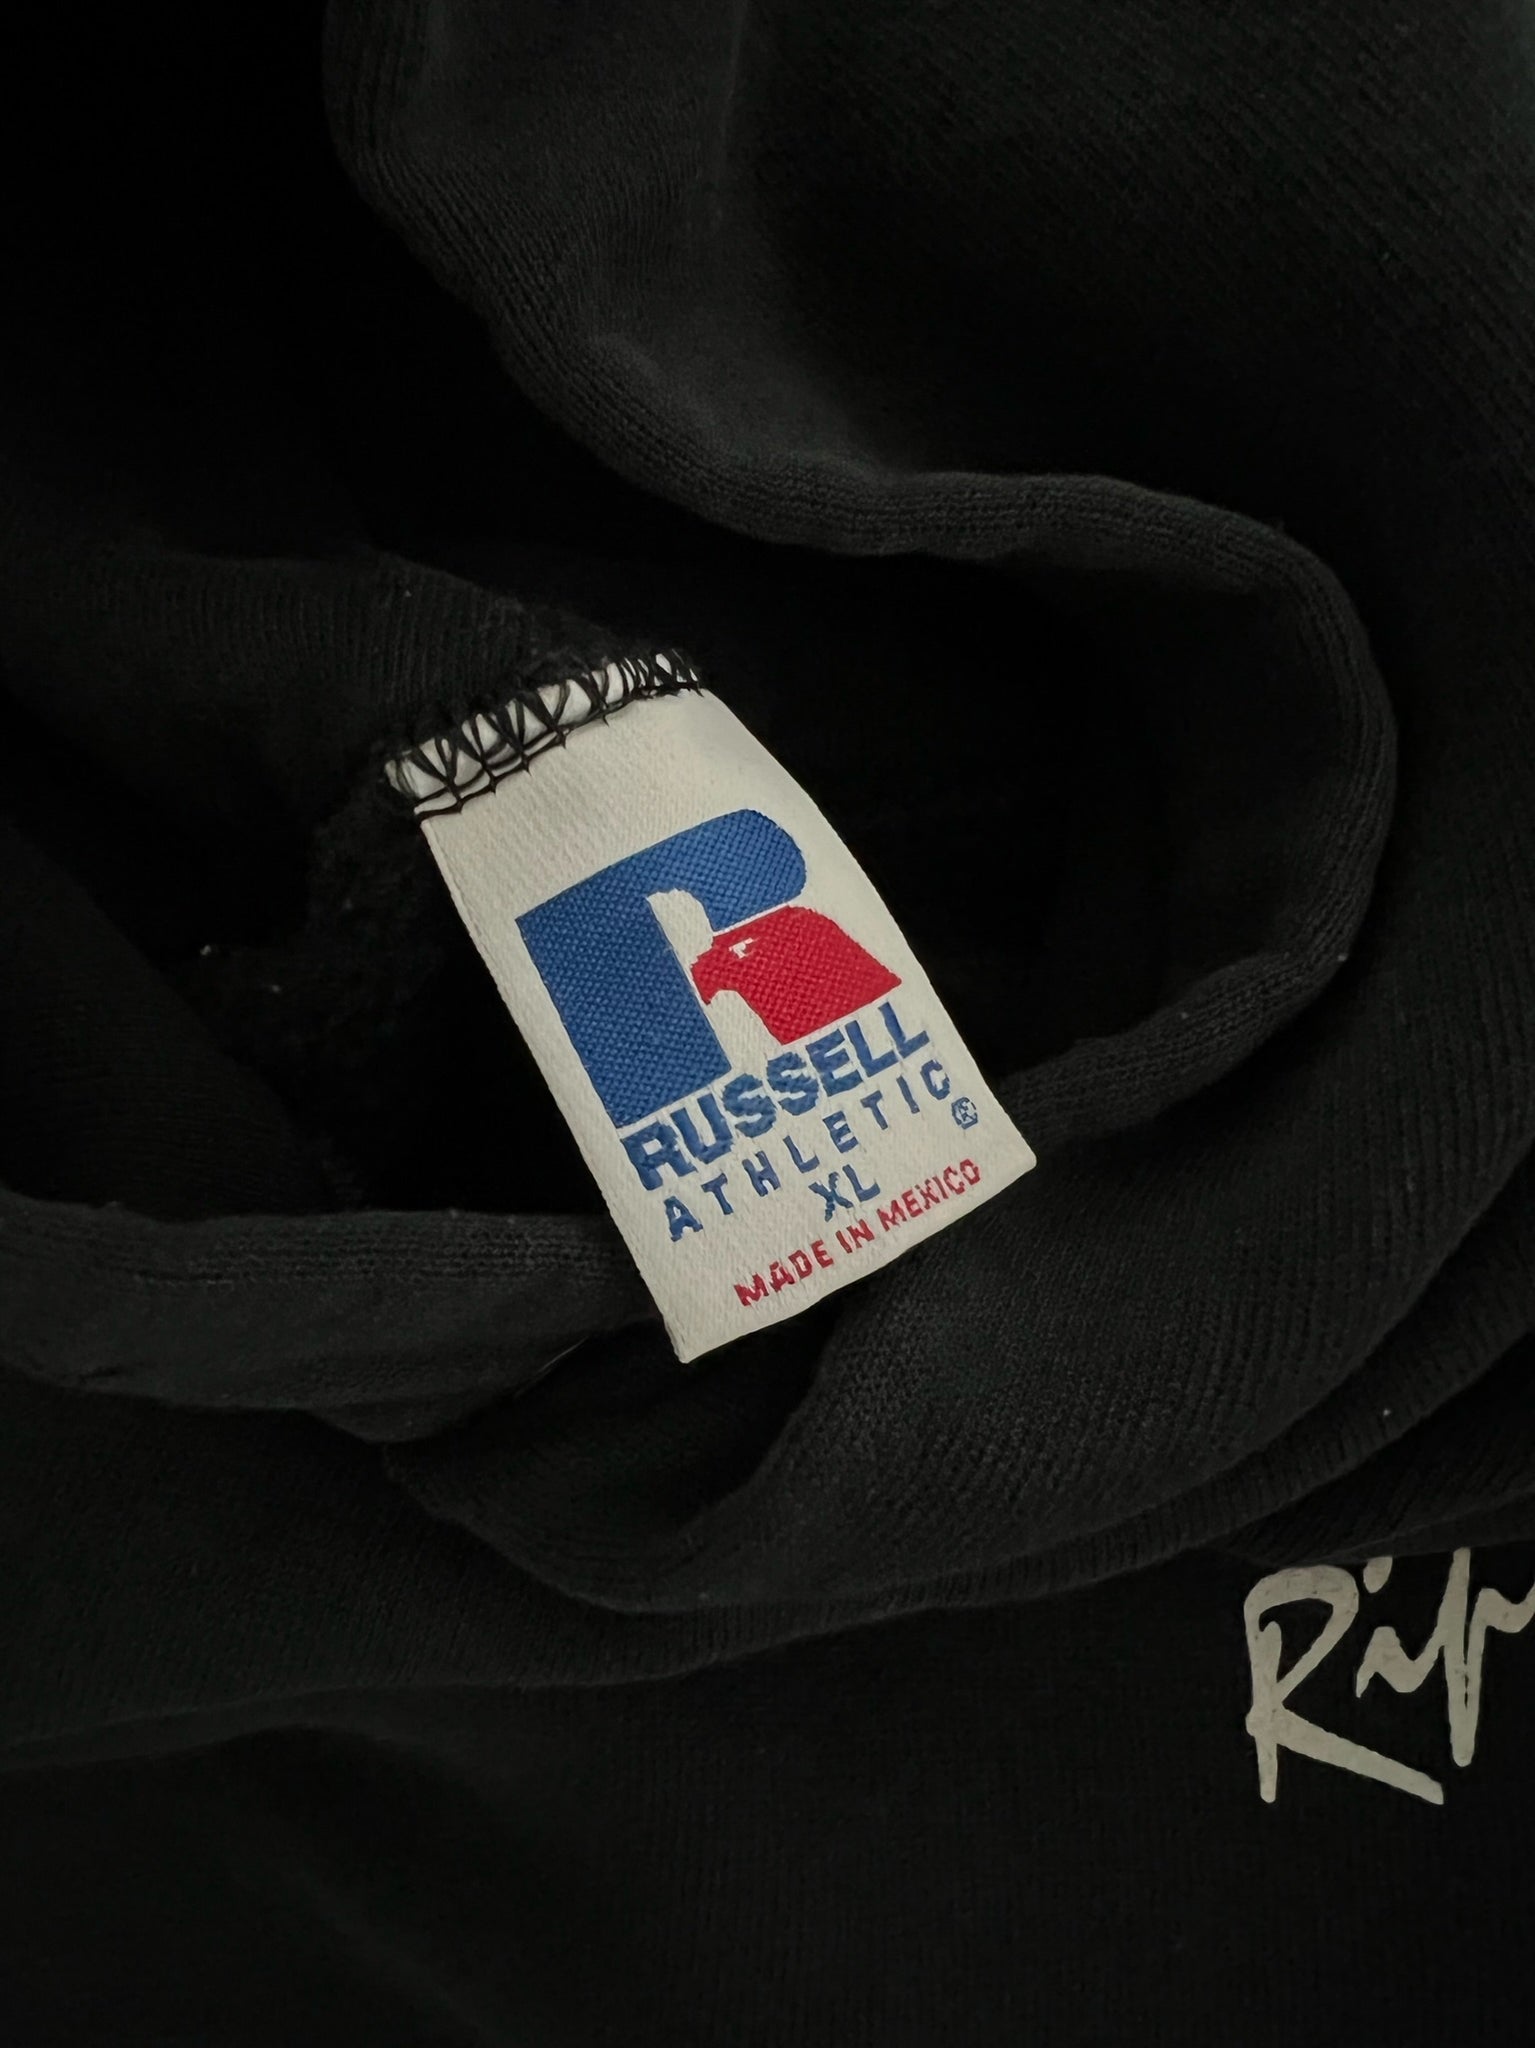 RUSSELL
ATHLETIC®
XL
MADE IN MEXICO